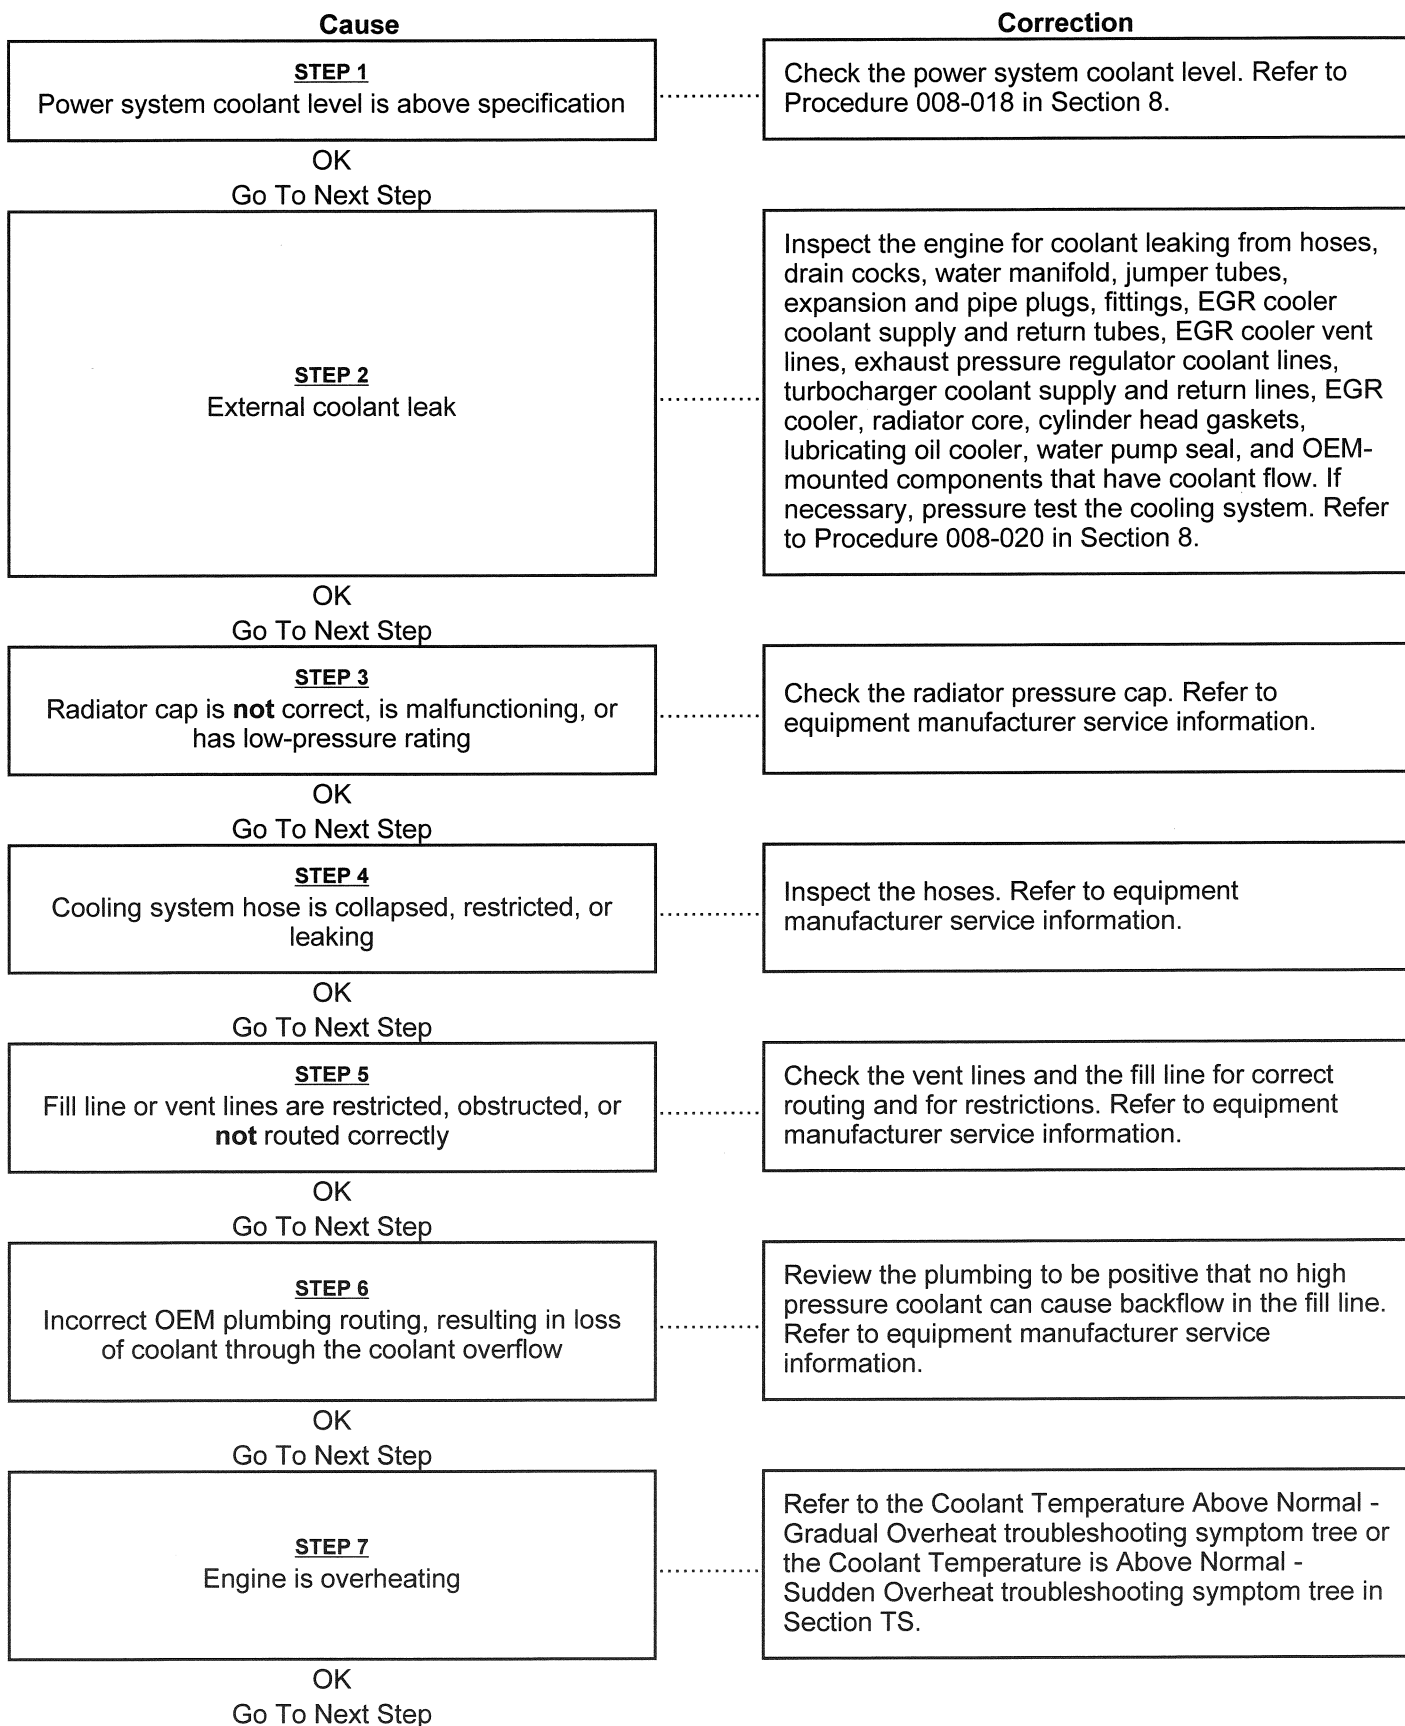 Cause
Correction
STEP 1
Power system coolant level is above specification
Check the power system coolant level. Refer to
Procedure 008-018 in Section 8.
OK
Go To Next Step
STEP 2
External coolant leak
Inspect the engine for coolant leaking from hoses,
drain cocks, water manifold, jumper tubes,
expansion and pipe plugs, fittings, EGR cooler
coolant supply and return tubes, EGR cooler vent
lines, exhaust pressure regulator coolant lines,
turbocharger coolant supply and return lines, EGR
cooler, radiator core, cylinder head gaskets,
lubricating oil cooler, water pump seal, and OEM-
mounted components that have coolant flow. If
necessary, pressure test the cooling system. Refer
to Procedure 008-020 in Section 8.
OK
Go To Next Step
STEP 3
Radiator cap is not correct, is malfunctioning, or
has low-pressure rating
Check the radiator pressure cap. Refer to
equipment manufacturer service information.
OK
Go To Next Step
STEP 4
Cooling system hose is collapsed, restricted, or
leaking
Inspect the hoses. Refer to equipment
manufacturer service information.
OK
Go To Next Step
STEP 5
Fill line or vent lines are restricted, obstructed, or
not routed correctly
Check the vent lines and the fill line for correct
routing and for restrictions. Refer to equipment
manufacturer service information.
OK
Go To Next Step
STEP 6
Incorrect OEM plumbing routing, resulting in loss
of coolant through the coolant overflow
Review the plumbing to be positive that no high
pressure coolant can cause backflow in the fill line.
Refer to equipment manufacturer service
information.
OK
Go To Next Step
STEP 7
Engine is overheating
Refer to the Coolant Temperature Above Normal -
Gradual Overheat troubleshooting symptom tree or
the Coolant Temperature is Above Normal -
Sudden Overheat troubleshooting symptom tree in
Section TS.
OK
Go To Next Step